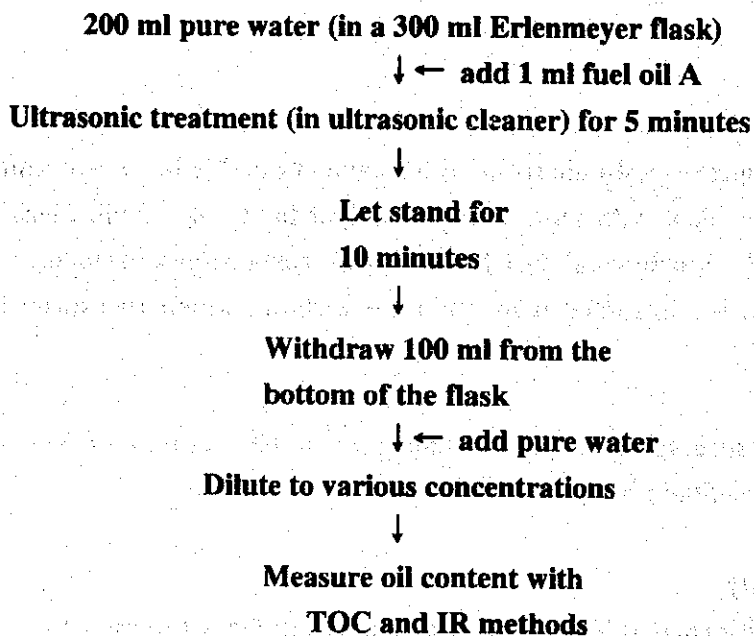 200 ml pure water (in a 300 ml Erlenmeyer flask)
↓ ← add 1 ml fuel oil A
Ultrasonic treatment (in ultrasonic cleaner) for 5 minutes
↓
Let stand for
10 minutes
↓
Withdraw 100 ml from the
bottom of the flask
↓ ← add pure water
Dilute to various concentrations
↓
Measure oil content with
TOC and IR methods